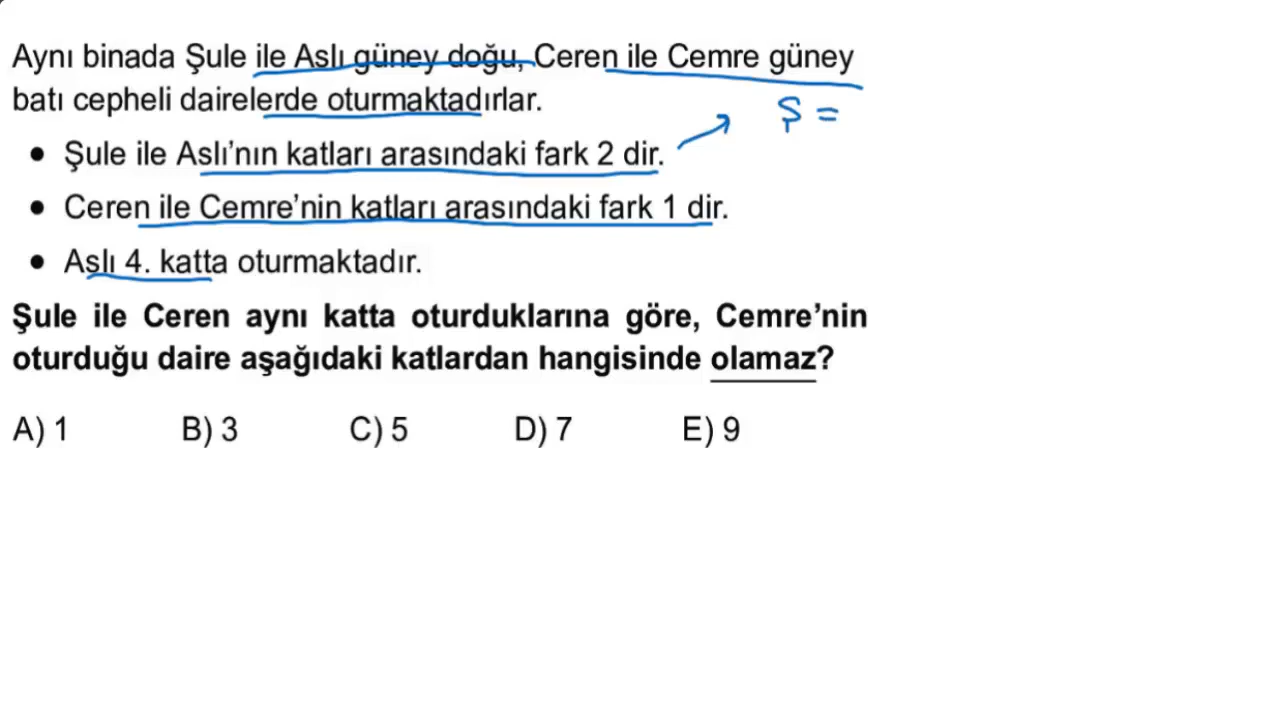 Aynı binada Şule ile Aslı güney doğu, Ceren ile Cemre güney
batı cepheli dairelerde oturmaktadırlar.
Ş =
• Şule ile Aslı’nın katları arasındaki fark 2 dir.
• Ceren ile Cemre’nin katları arasındaki fark 1 dir.
• Aslı 4. katta oturmaktadır.
Şule ile Ceren aynı katta oturduklarına göre, Cemre’nin
oturduğu daire aşağıdaki katlardan hangisinde olamaz?
A) 1 B) 3 C) 5 D) 7 E) 9